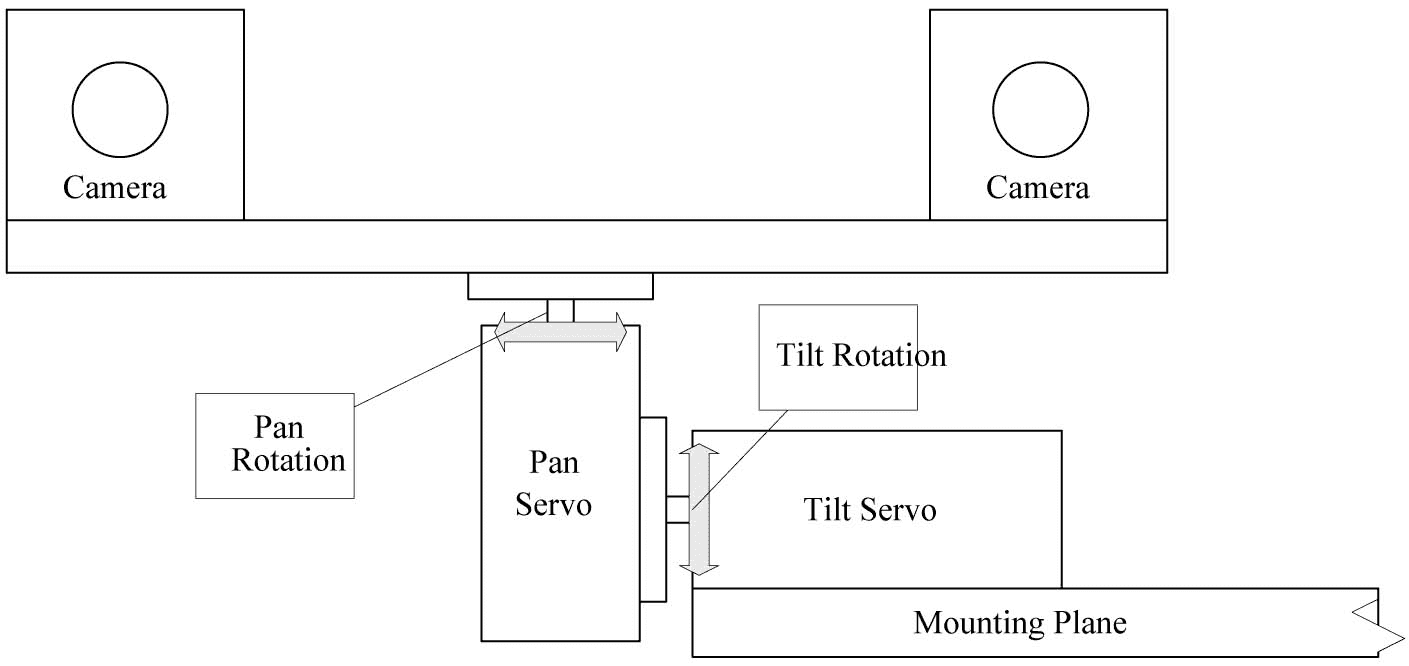 Camera
Camera
Tilt Rotation
Pan
Rotation
Pan
Servo
Tilt Servo
Mounting Plane